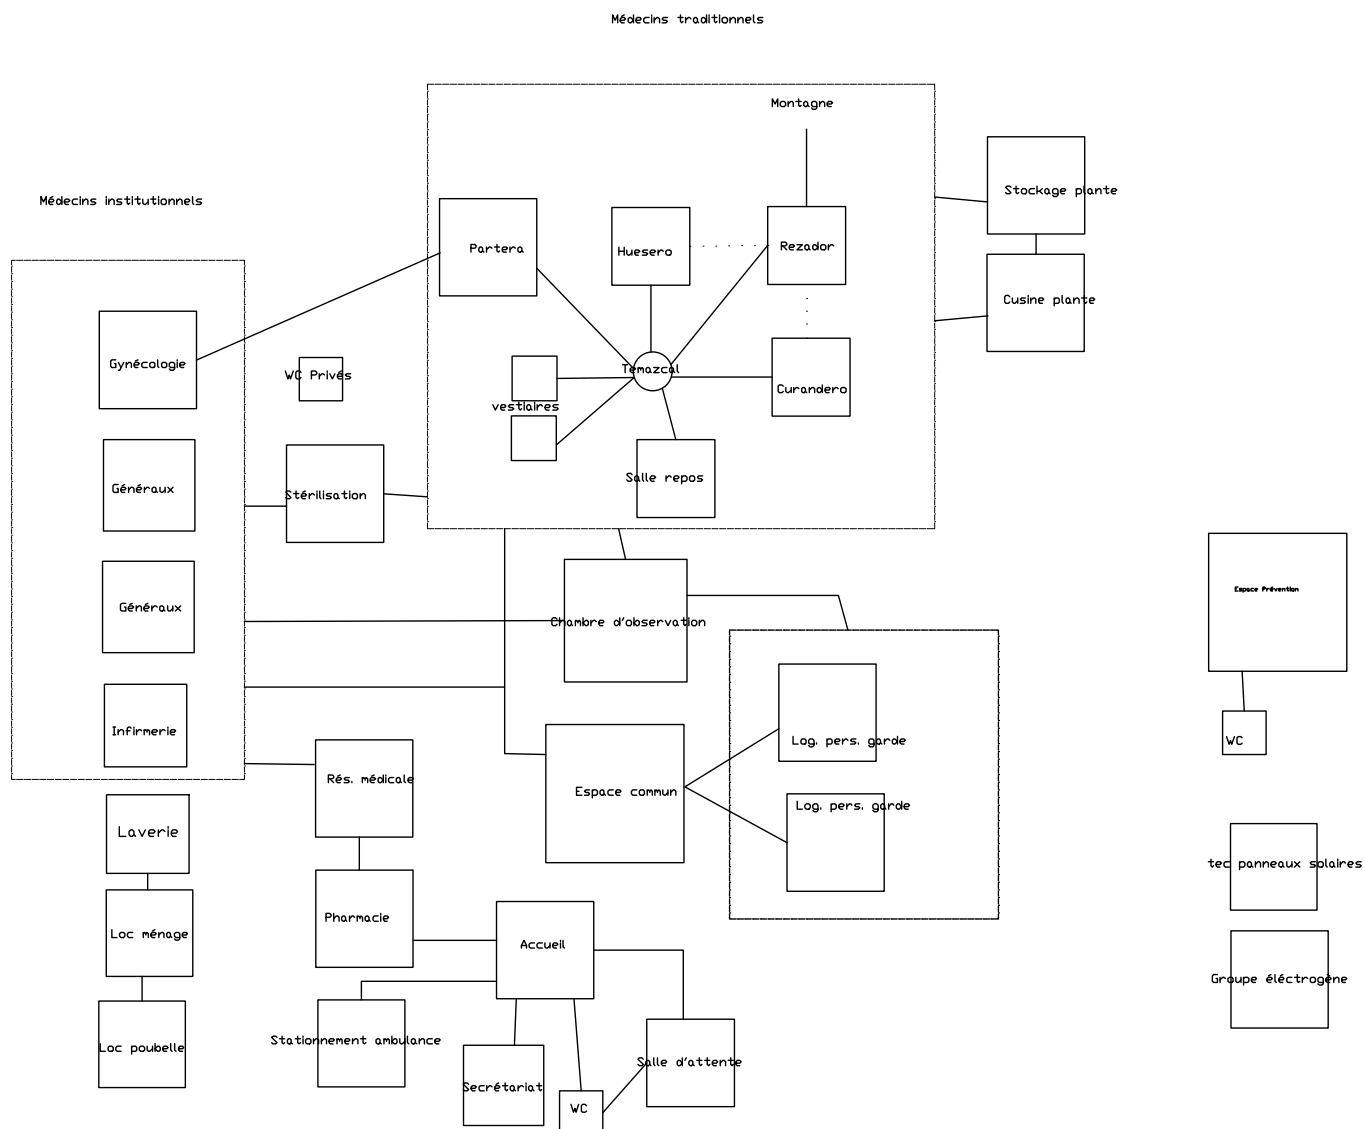 Médecins traditionnels
Montagne
Stockage plante
Médecins institutionnels
Partera
Huesero
Rezador
Cusine plante
Gynécologie
WC Privés
Temazcal
Curandero
vestiaires
Salle repos
Généraux
Stérilisation
Espace Prévention
Généraux
Chambre d'observation
Infirmerie
Log. pers. garde
WC
Rés. médicale
Espace commun
Log. pers. garde
Laverie
tec panneaux solaires
Pharmacie
Loc ménage
Accueil
Groupe éléctrogène
Stationnement ambulance
Loc poubelle
Salle d'attente
Secrétariat
WC